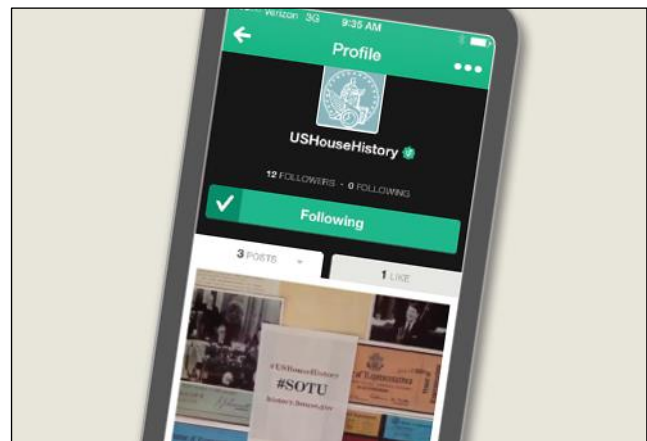 Verizon 3G 9:35 AM
Profile
USHouseHistory
12 FOLLOWERS • 0 FOLLOWING
Following
3 POSTS
1 LIKE
#USHouseHistory
#SOTU